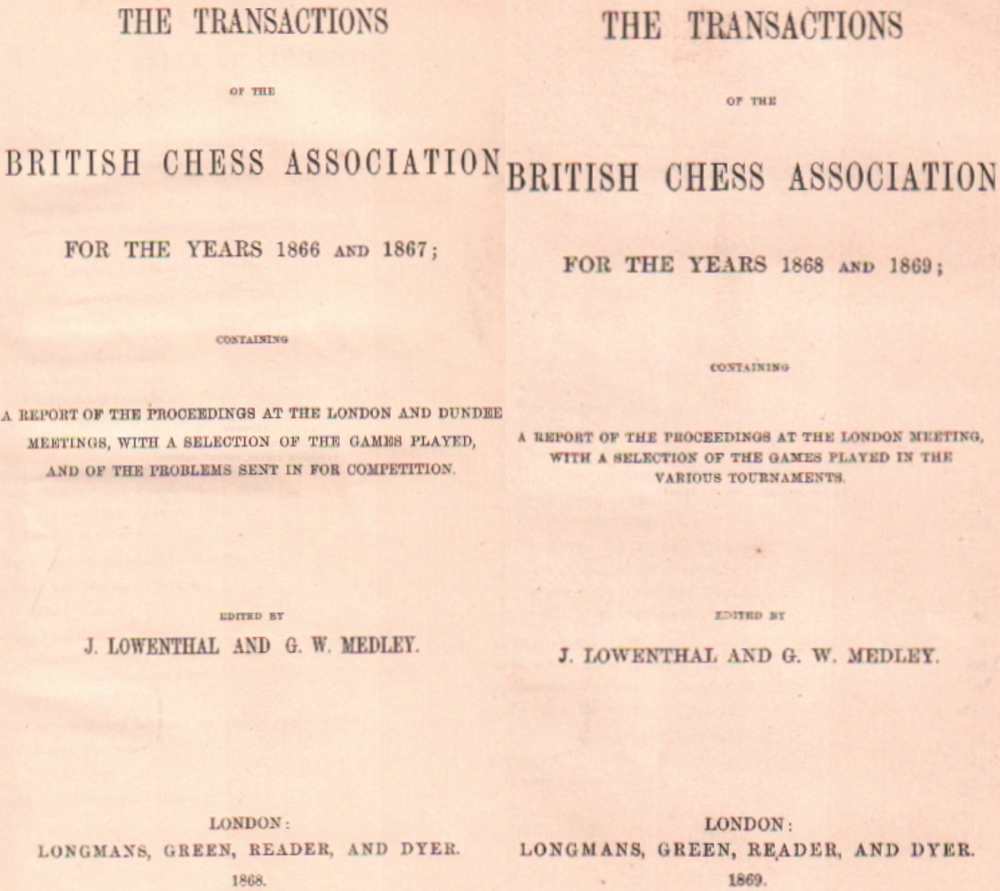 THE TRANSACTIONS
OF THE
BRITISH CHESS ASSOCIATION
FOR THE YEARS 1866 AND 1867;
CONTAINING
A REPORT OF THE PROCEEDINGS AT THE LONDON AND DUNDEE
MEETINGS, WITH A SELECTION OF THE GAMES PLAYED,
AND OF THE PROBLEMS SENT IN FOR COMPETITION.
EDITED BY
J. LOWENTHAL AND G. W. MEDLEY.
LONDON:
LONGMANS, GREEN, READER, AND DYER.
1868.
THE TRANSACTIONS
OF THE
BRITISH CHESS ASSOCIATION
FOR THE YEARS 1868 AND 1869;
CONTAINING
A REPORT OF THE PROCEEDINGS AT THE LONDON MEETING,
WITH A SELECTION OF THE GAMES PLAYED IN THE
VARIOUS TOURNAMENTS.
EDITED BY
J. LOWENTHAL AND G. W. MEDLEY.
LONDON:
LONGMANS, GREEN, READER, AND DYER.
1869.